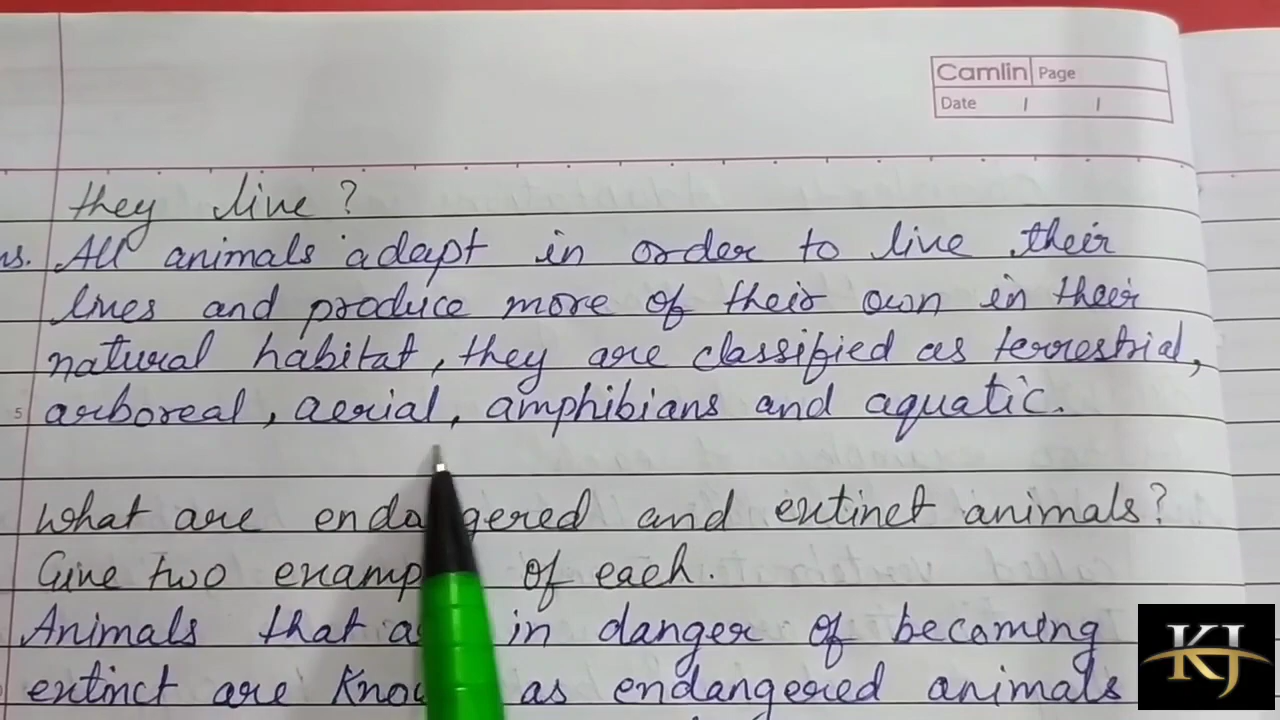 Camlin Page
Date / /
they live?
ns. All animals adapt in order to live their
lives and produce more of their own in their
natural habitat, they are classified as terrestrial,
5 arboreal, aerial, amphibians and aquatic.
What are endangered and extinct animals?
Give two examp of each.
Animals that a in danger of becoming
extinct are Kno as endangered animals
KJ